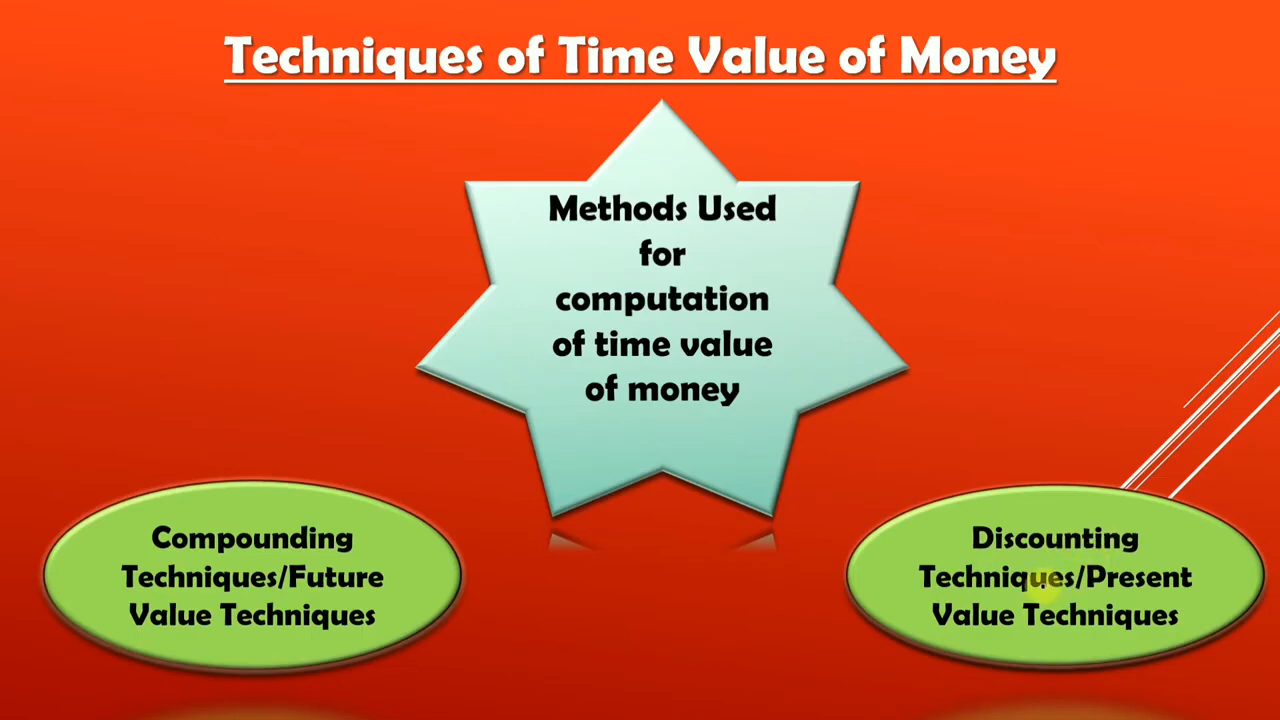 Techniques of Time Value of Money
Methods Used
for
computation
of time value
of money
Compounding
Techniques/Future
Value Techniques
Discounting
Techniques/Present
Value Techniques